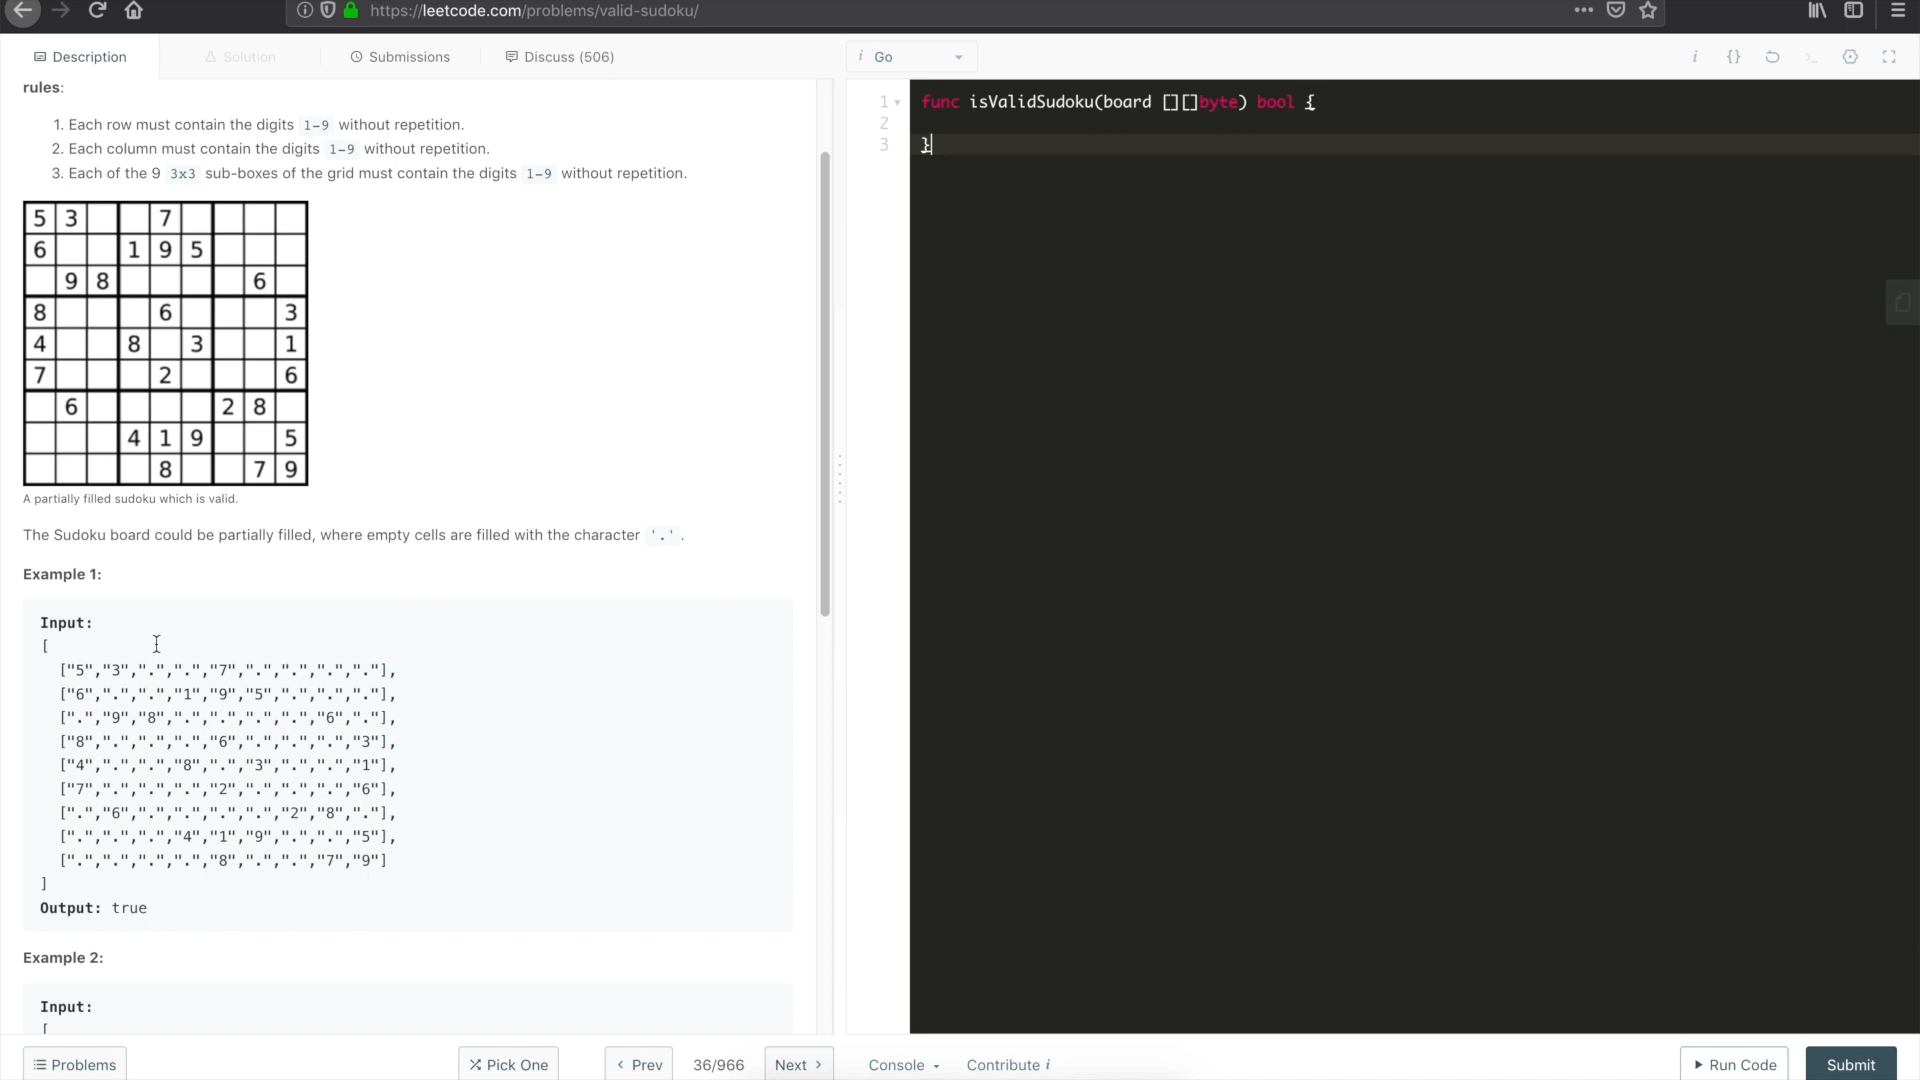 https://leetcode.com/problems/valid-sudoku/
Description
Solution
Submissions
Discuss (506)
i Go
i {}
rules:
1. Each row must contain the digits 1-9 without repetition.
2. Each column must contain the digits 1-9 without repetition.
3. Each of the 9 3x3 sub-boxes of the grid must contain the digits 1-9 without repetition.
5 3 7
6 1 9 5
9 8 6
8 6 3
4 8 3 1
7 2 6
6 2 8
4 1 9 5
8 7 9
A partially filled sudoku which is valid.
The Sudoku board could be partially filled, where empty cells are filled with the character '.'.
Example 1:
Input:
[
["5","3",".",".","7",".",".",".","."],
["6",".",".","1","9","5",".",".","."],
[".","9","8",".",".",".",".","6","."],
["8",".",".",".","6",".",".",".","3"],
["4",".",".","8",".","3",".",".","1"],
["7",".",".",".","2",".",".",".","6"],
[".","6",".",".",".",".","2","8","."],
[".",".",".","4","1","9",".",".","5"],
[".",".",".",".","8",".",".","7","9"]
]
Output: true
Example 2:
Input:
[
1 func isValidSudoku(board [][]byte) bool {
2
3 }
Problems
Pick One
< Prev
36/966
Next >
Console
Contribute i
Run Code
Submit